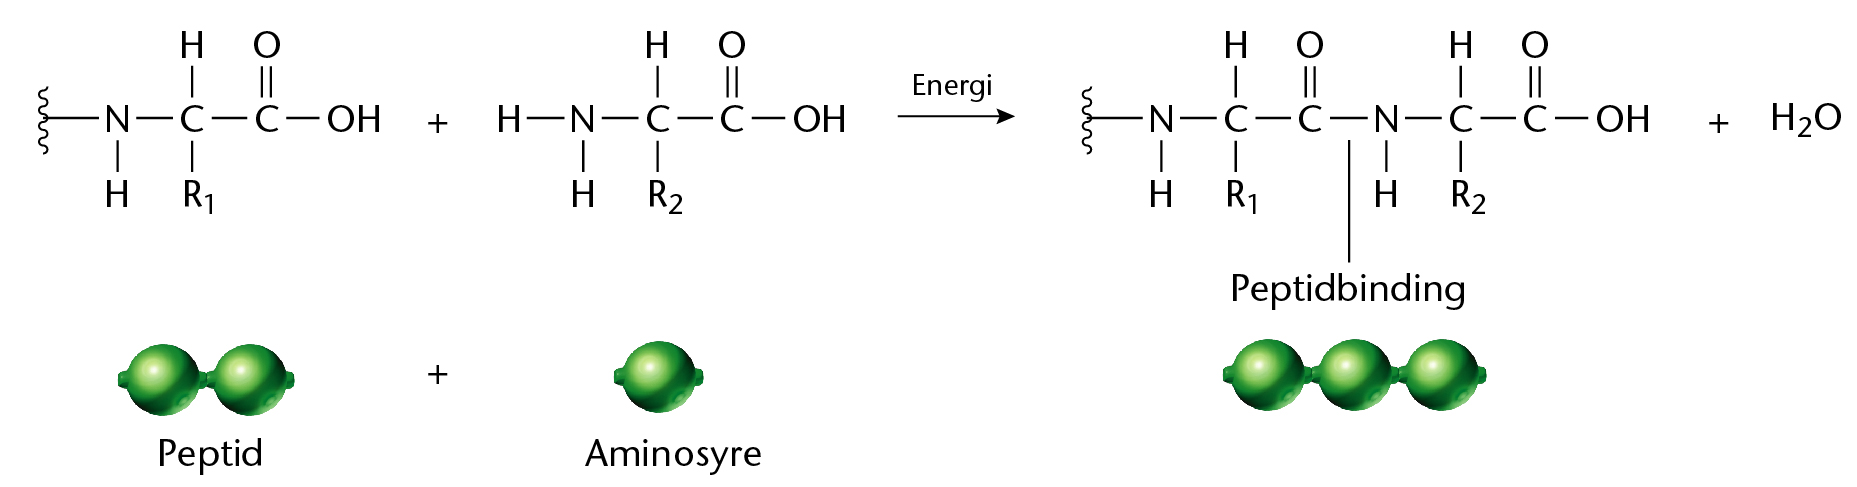 H O H O H O H O
N C C OH + H N C C OH Energi N C C N C C OH + H₂O
H R₁ H R₂ H R₁ H R₂
Peptidbinding
+
Peptid Aminosyre